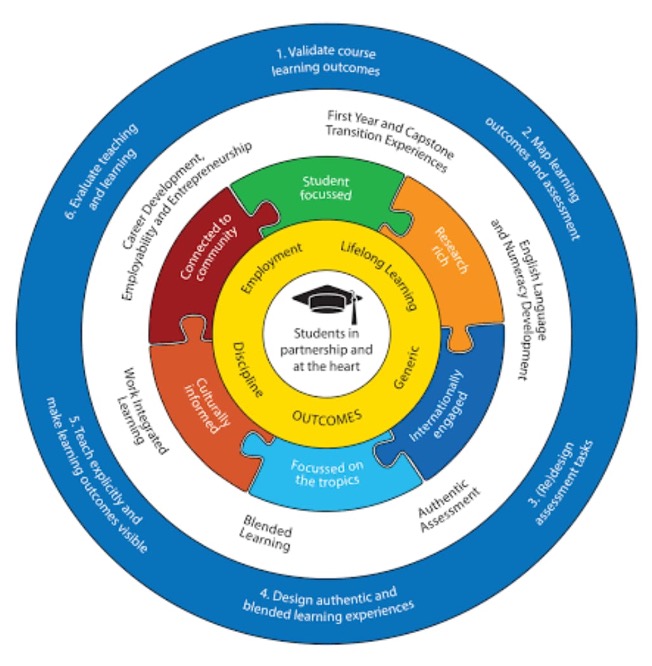 1. Validate course
learning outcomes
2. Map learning
outcomes and assessment
3. (Re)design
assessment tasks
4. Design authentic and
blended learning experiences
5. Teach explicitly and
make learning outcomes visible
6. Evaluate teaching
and learning
First Year and Capstone
Transition Experiences
English Language
and Numeracy Development
Authentic
Assessment
Blended
Learning
Work Integrated
Learning
Career Development,
Employability and Entrepreneurship
Student
focussed
Research
rich
Internationally
engaged
Focussed on
the tropics
Culturally
informed
Connected to
community
Employment
Lifelong Learning
Generic
OUTCOMES
Discipline
Students in
partnership and
at the heart